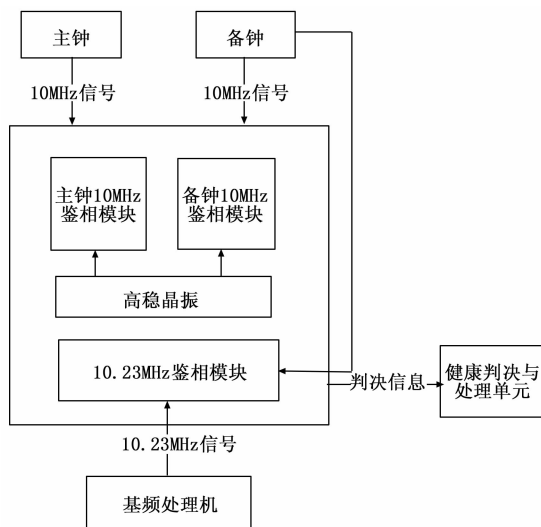 主钟
备钟
10MHz信号
10MHz信号
主钟10MHz
鉴相模块
备钟10MHz
鉴相模块
高稳晶振
10.23MHz鉴相模块
判决信息
健康判决与
处理单元
10.23MHz信号
基频处理机